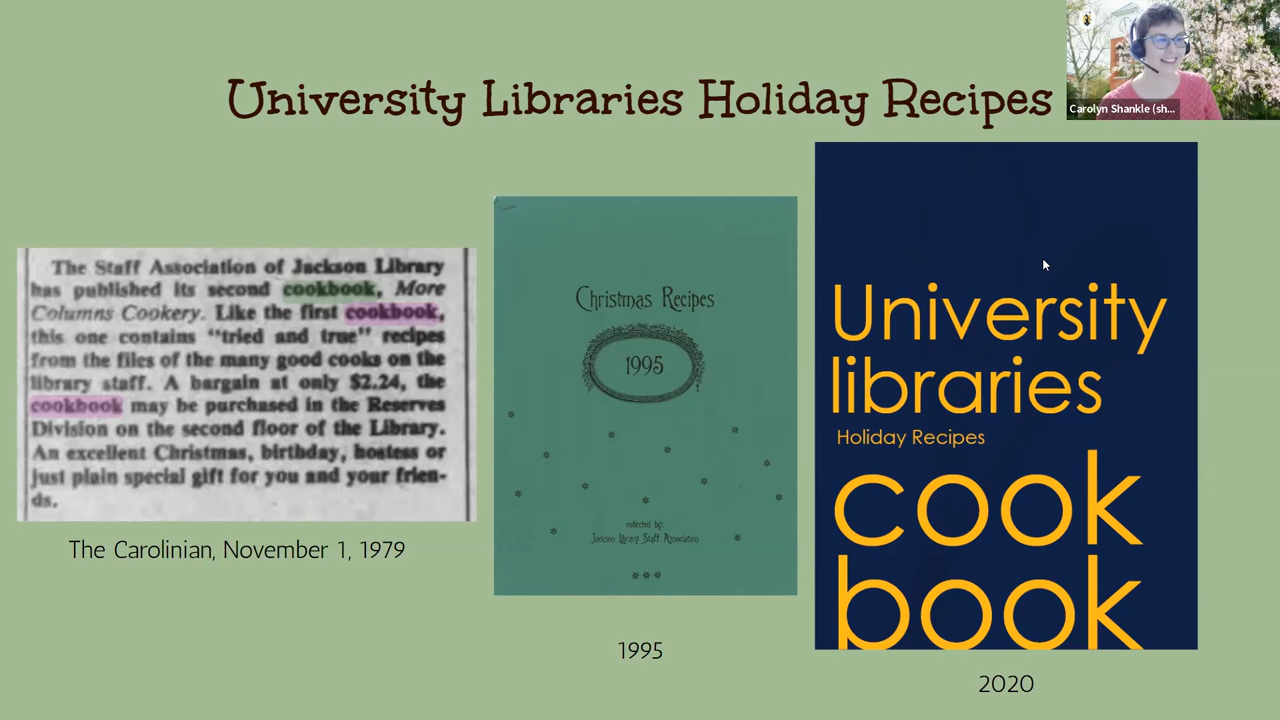 University Libraries Holiday Recipes
Carolyn Shankle (sh...
The Staff Association of Jackson Library
has published its second cookbook, More
Columns Cookery. Like the first cookbook,
this one contains "tried and true" recipes
from the files of the many good cooks on the
library staff. A bargain at only $2.24, the
cookbook may be purchased in the Reserves
Division on the second floor of the Library.
An excellent Christmas, birthday, hostess or
just plain special gift for you and your frien-
ds.
The Carolinian, November 1, 1979
Christmas Recipes
1995
collected by:
Jackson Library Staff Association
1995
University
libraries
Holiday Recipes
cook
book
2020